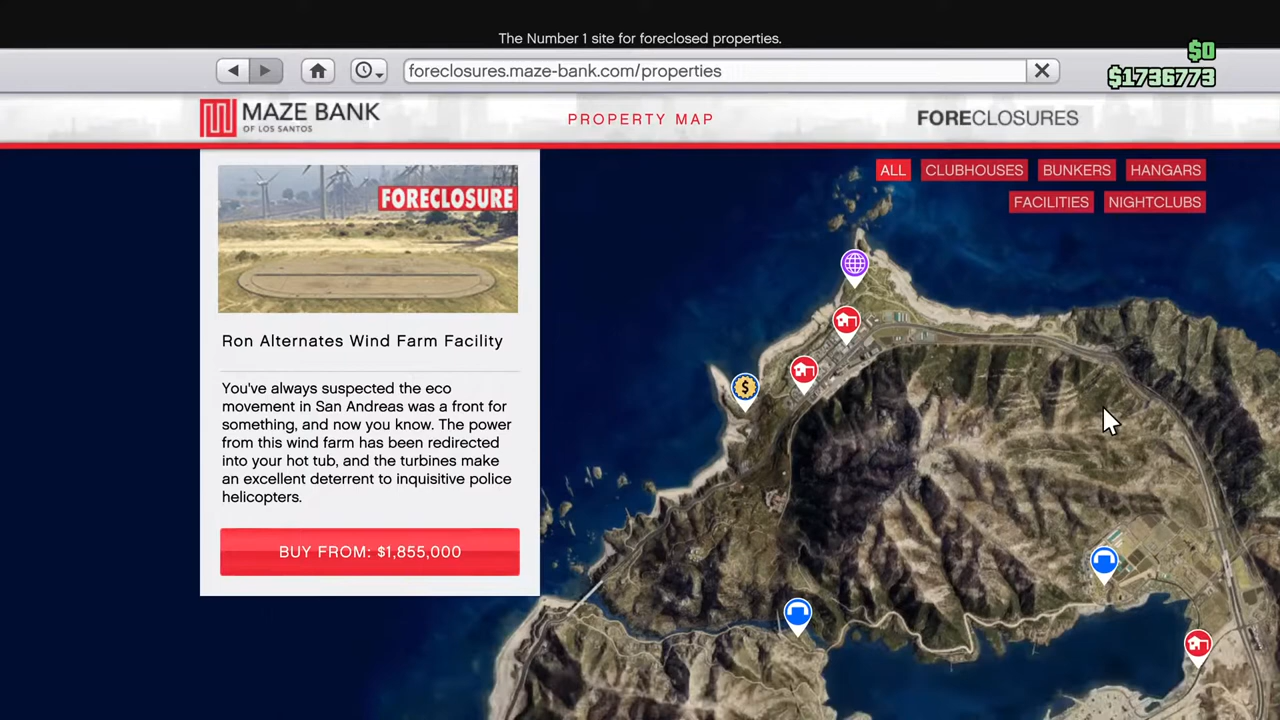 The Number 1 site for foreclosed properties.
$0
foreclosures.maze-bank.com/properties
$1736773
MAZE BANK
OF LOS SANTOS
PROPERTY MAP
FORECLOSURES
ALL
CLUBHOUSES
BUNKERS
HANGARS
FACILITIES
NIGHTCLUBS
FORECLOSURE
Ron Alternates Wind Farm Facility
You've always suspected the eco
movement in San Andreas was a front for
something, and now you know. The power
from this wind farm has been redirected
into your hot tub, and the turbines make
an excellent deterrent to inquisitive police
helicopters.
BUY FROM: $1,855,000
$